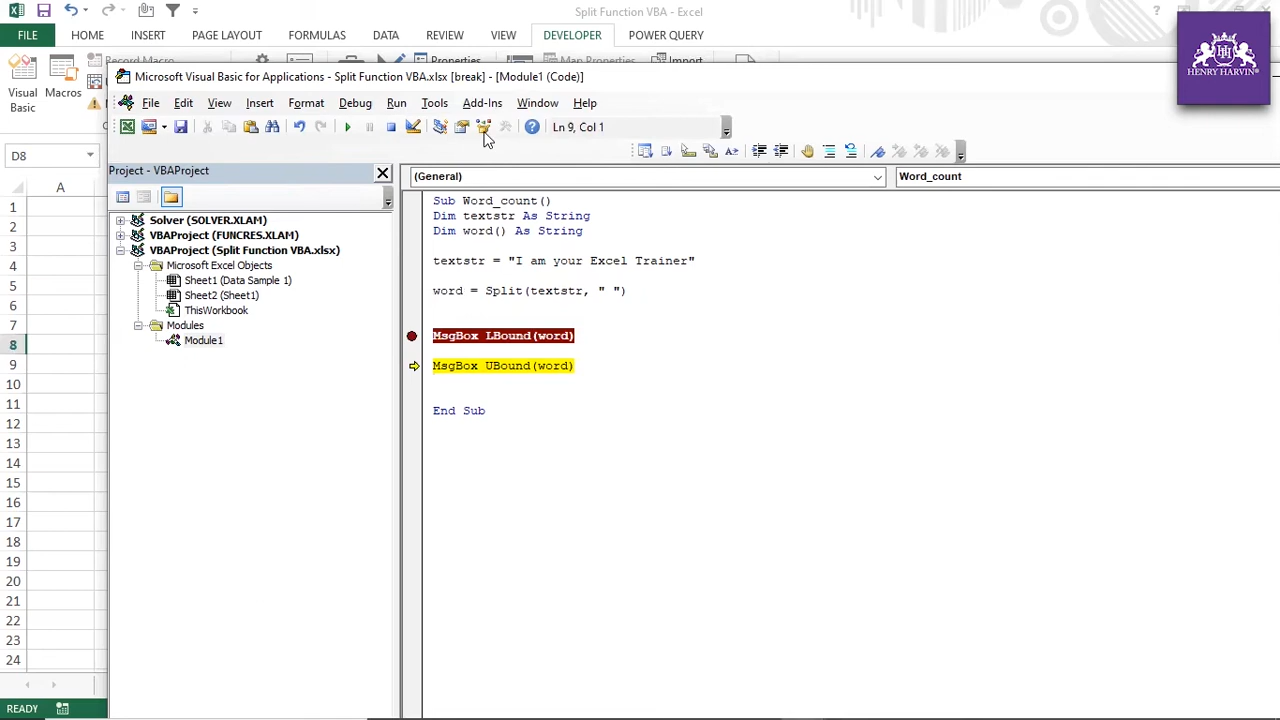 Split Function VBA - Excel
FILE HOME INSERT PAGE LAYOUT FORMULAS DATA REVIEW VIEW DEVELOPER POWER QUERY
HENRY HARVIN®
Visual Basic
Macros
Microsoft Visual Basic for Applications - Split Function VBA.xlsx [break] - [Module1 (Code)]
File Edit View Insert Format Debug Run Tools Add-Ins Window Help
Ln 9, Col 1
D8
Project - VBAProject
(General)
Word_count
A
Solver (SOLVER.XLAM)
VBAProject (FUNCRES.XLAM)
VBAProject (Split Function VBA.xlsx)
Microsoft Excel Objects
Sheet1 (Data Sample 1)
Sheet2 (Sheet1)
ThisWorkbook
Modules
Module1
Sub Word_count()
Dim textstr As String
Dim word() As String
textstr = "I am your Excel Trainer"
word = Split(textstr, " ")
MsgBox LBound(word)
MsgBox UBound(word)
End Sub
1
2
3
4
5
6
7
8
9
10
11
12
13
14
15
16
17
18
19
20
21
22
23
24
READY